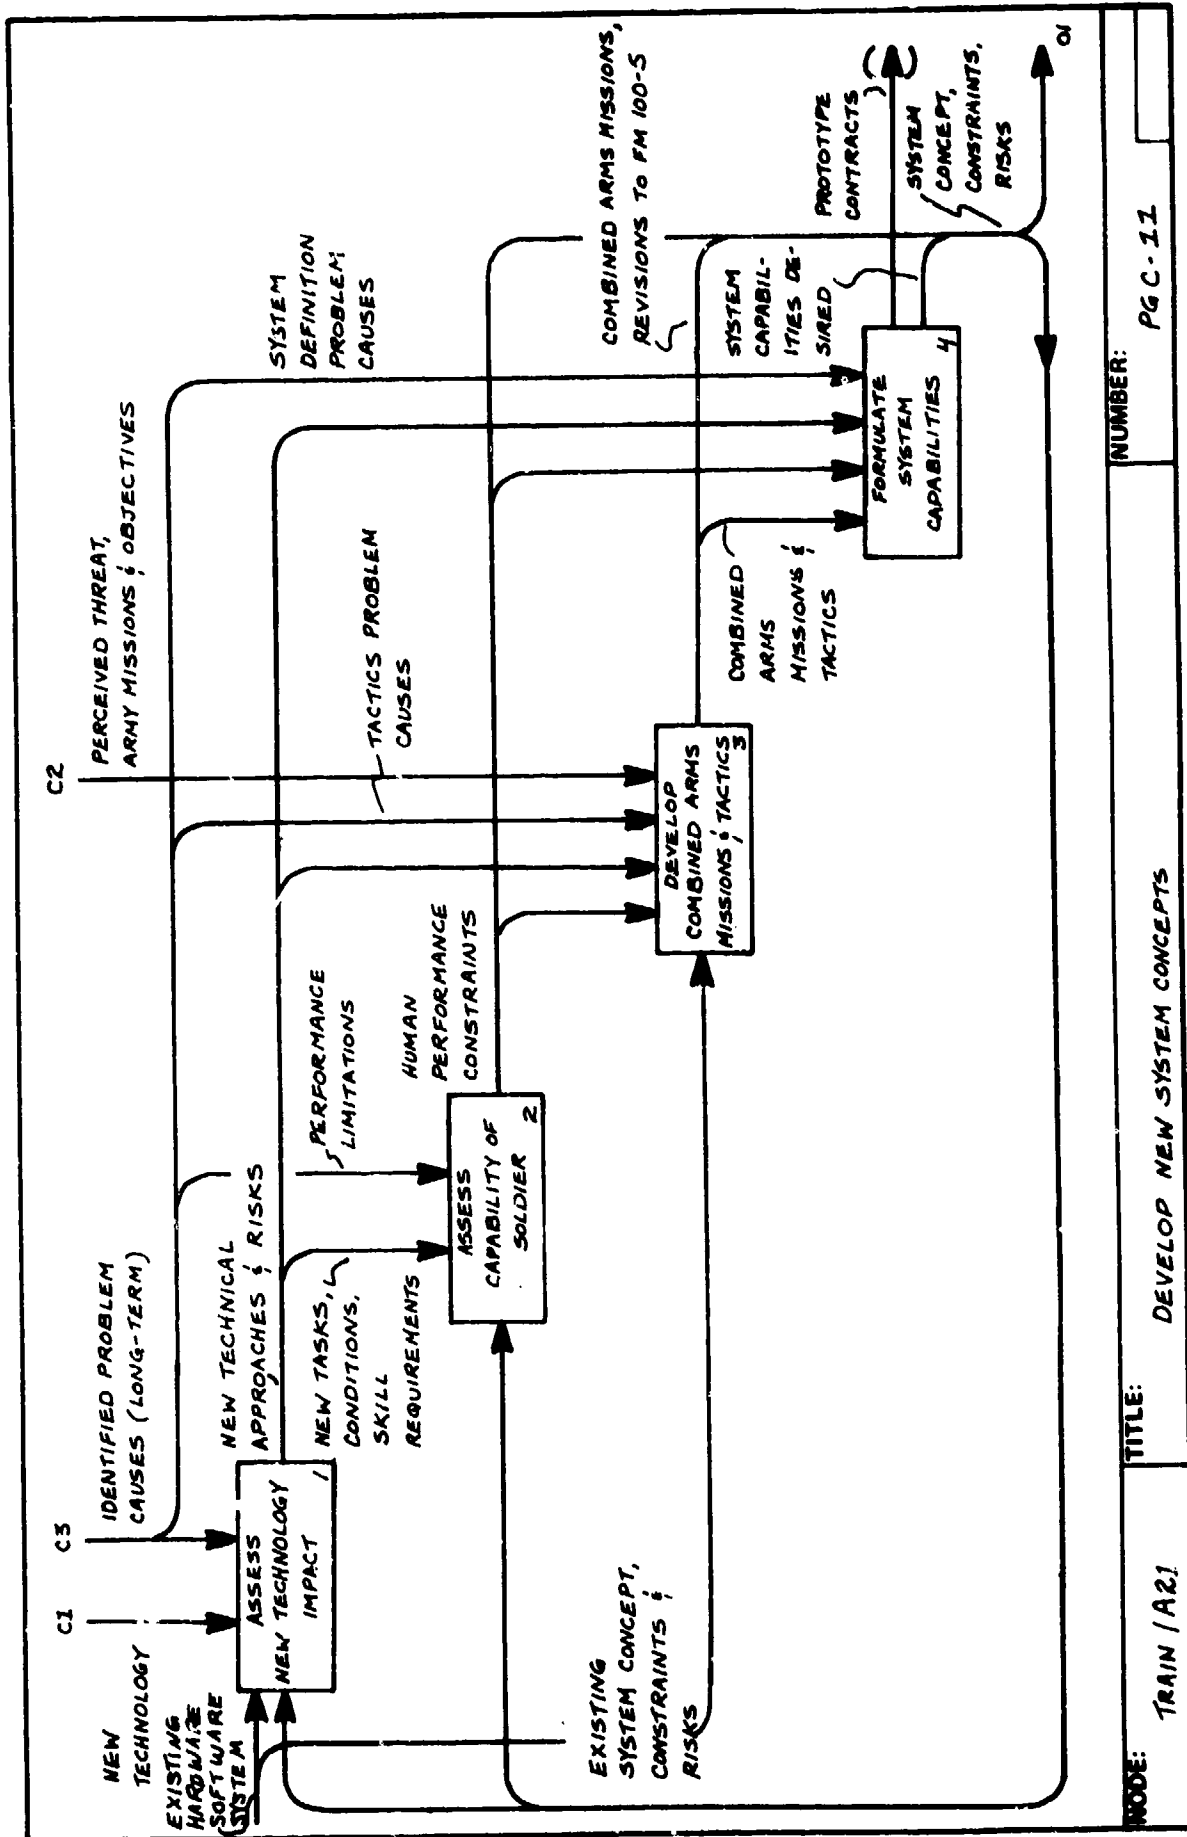 C1
C3
C2
NEW
TECHNOLOGY
IDENTIFIED PROBLEM
CAUSES (LONG-TERM)
PERCEIVED THREAT,
ARMY MISSIONS & OBJECTIVES
EXISTING
HARDWARE
SOFTWARE
SYSTEM
ASSESS
NEW TECHNOLOGY
IMPACT
1
NEW TECHNICAL
APPROACHES & RISKS
NEW TASKS,
CONDITIONS,
SKILL
REQUIREMENTS
PERFORMANCE
LIMITATIONS
TACTICS PROBLEM
CAUSES
SYSTEM
DEFINITION
PROBLEM
CAUSES
ASSESS
CAPABILITY OF
SOLDIER
2
HUMAN
PERFORMANCE
CONSTRAINTS
EXISTING
SYSTEM CONCEPT,
CONSTRAINTS &
RISKS
DEVELOP
COMBINED ARMS
MISSIONS & TACTICS
3
COMBINED ARMS MISSIONS,
REVISIONS TO FM 100-5
COMBINED
ARMS
MISSIONS &
TACTICS
SYSTEM
CAPABIL-
ITIES DE-
SIRED
FORMULATE
SYSTEM
CAPABILITIES
4
PROTOTYPE
CONTRACTS
SYSTEM
CONCEPT,
CONSTRAINTS,
RISKS
O1
NODE:
TRAIN / A21
TITLE:
DEVELOP NEW SYSTEM CONCEPTS
NUMBER:
PGC-11